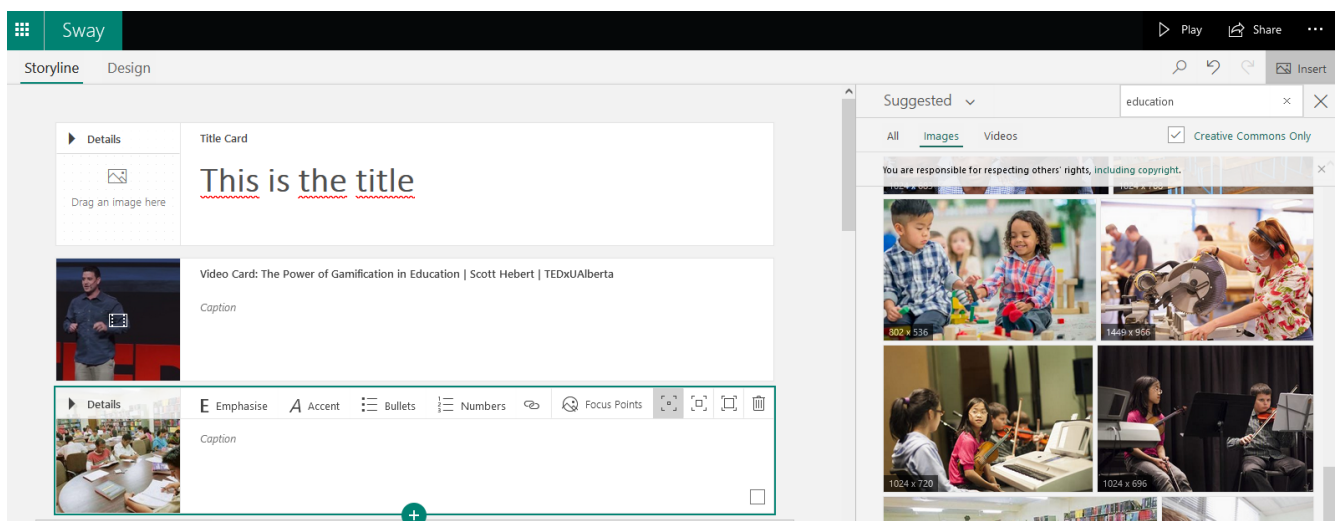 Sway
Play
Share
Storyline
Design
Insert
Suggested
education
All
Images
Videos
Creative Commons Only
You are responsible for respecting others' rights, including copyright.
Details
Title Card
This is the title
Drag an image here
Video Card: The Power of Gamification in Education | Scott Hebert | TEDxUAlberta
Caption
802 x 536
1449 x 966
Details
E Emphasise
A Accent
Bullets
Numbers
Focus Points
Caption
1024 x 720
1024 x 696